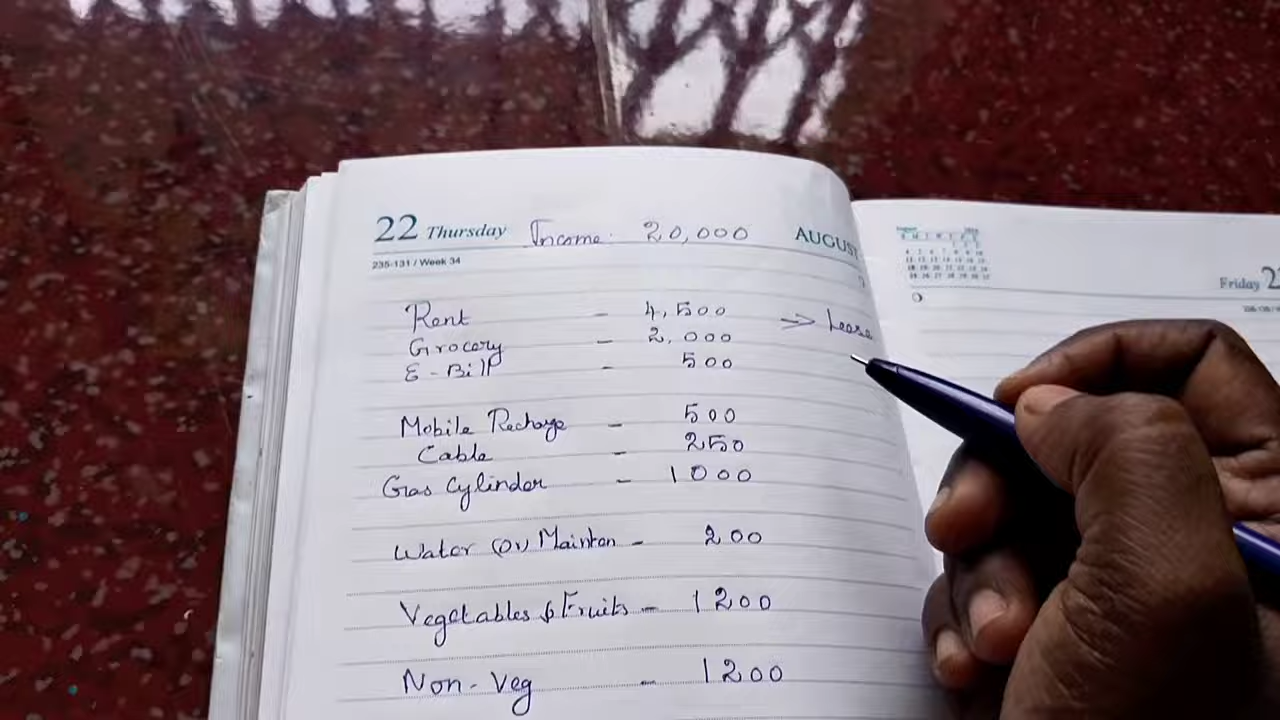 22 Thursday Income: 20,000 AUGUST
235-131 / Week 34
Rent - 4,500 => Lease
Grocery - 2,000
E-Bill - 500
Mobile Recharge - 500
Cable - 250
Gas Cylinder - 1000
Water (or) Mainten - 200
Vegetables & Fruits - 1200
Non-Veg - 1200
Friday 2